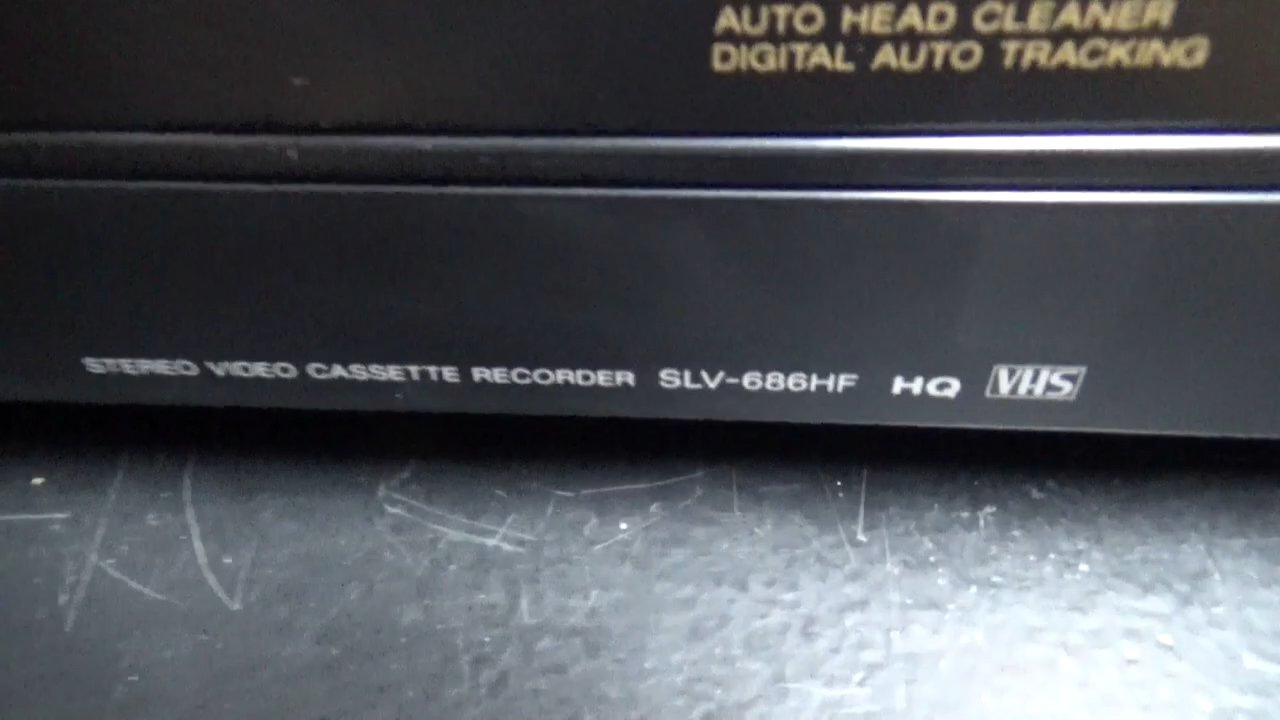 AUTO HEAD CLEANER
DIGITAL AUTO TRACKING
STEREO VIDEO CASSETTE RECORDER SLV-686HF HQ VHS